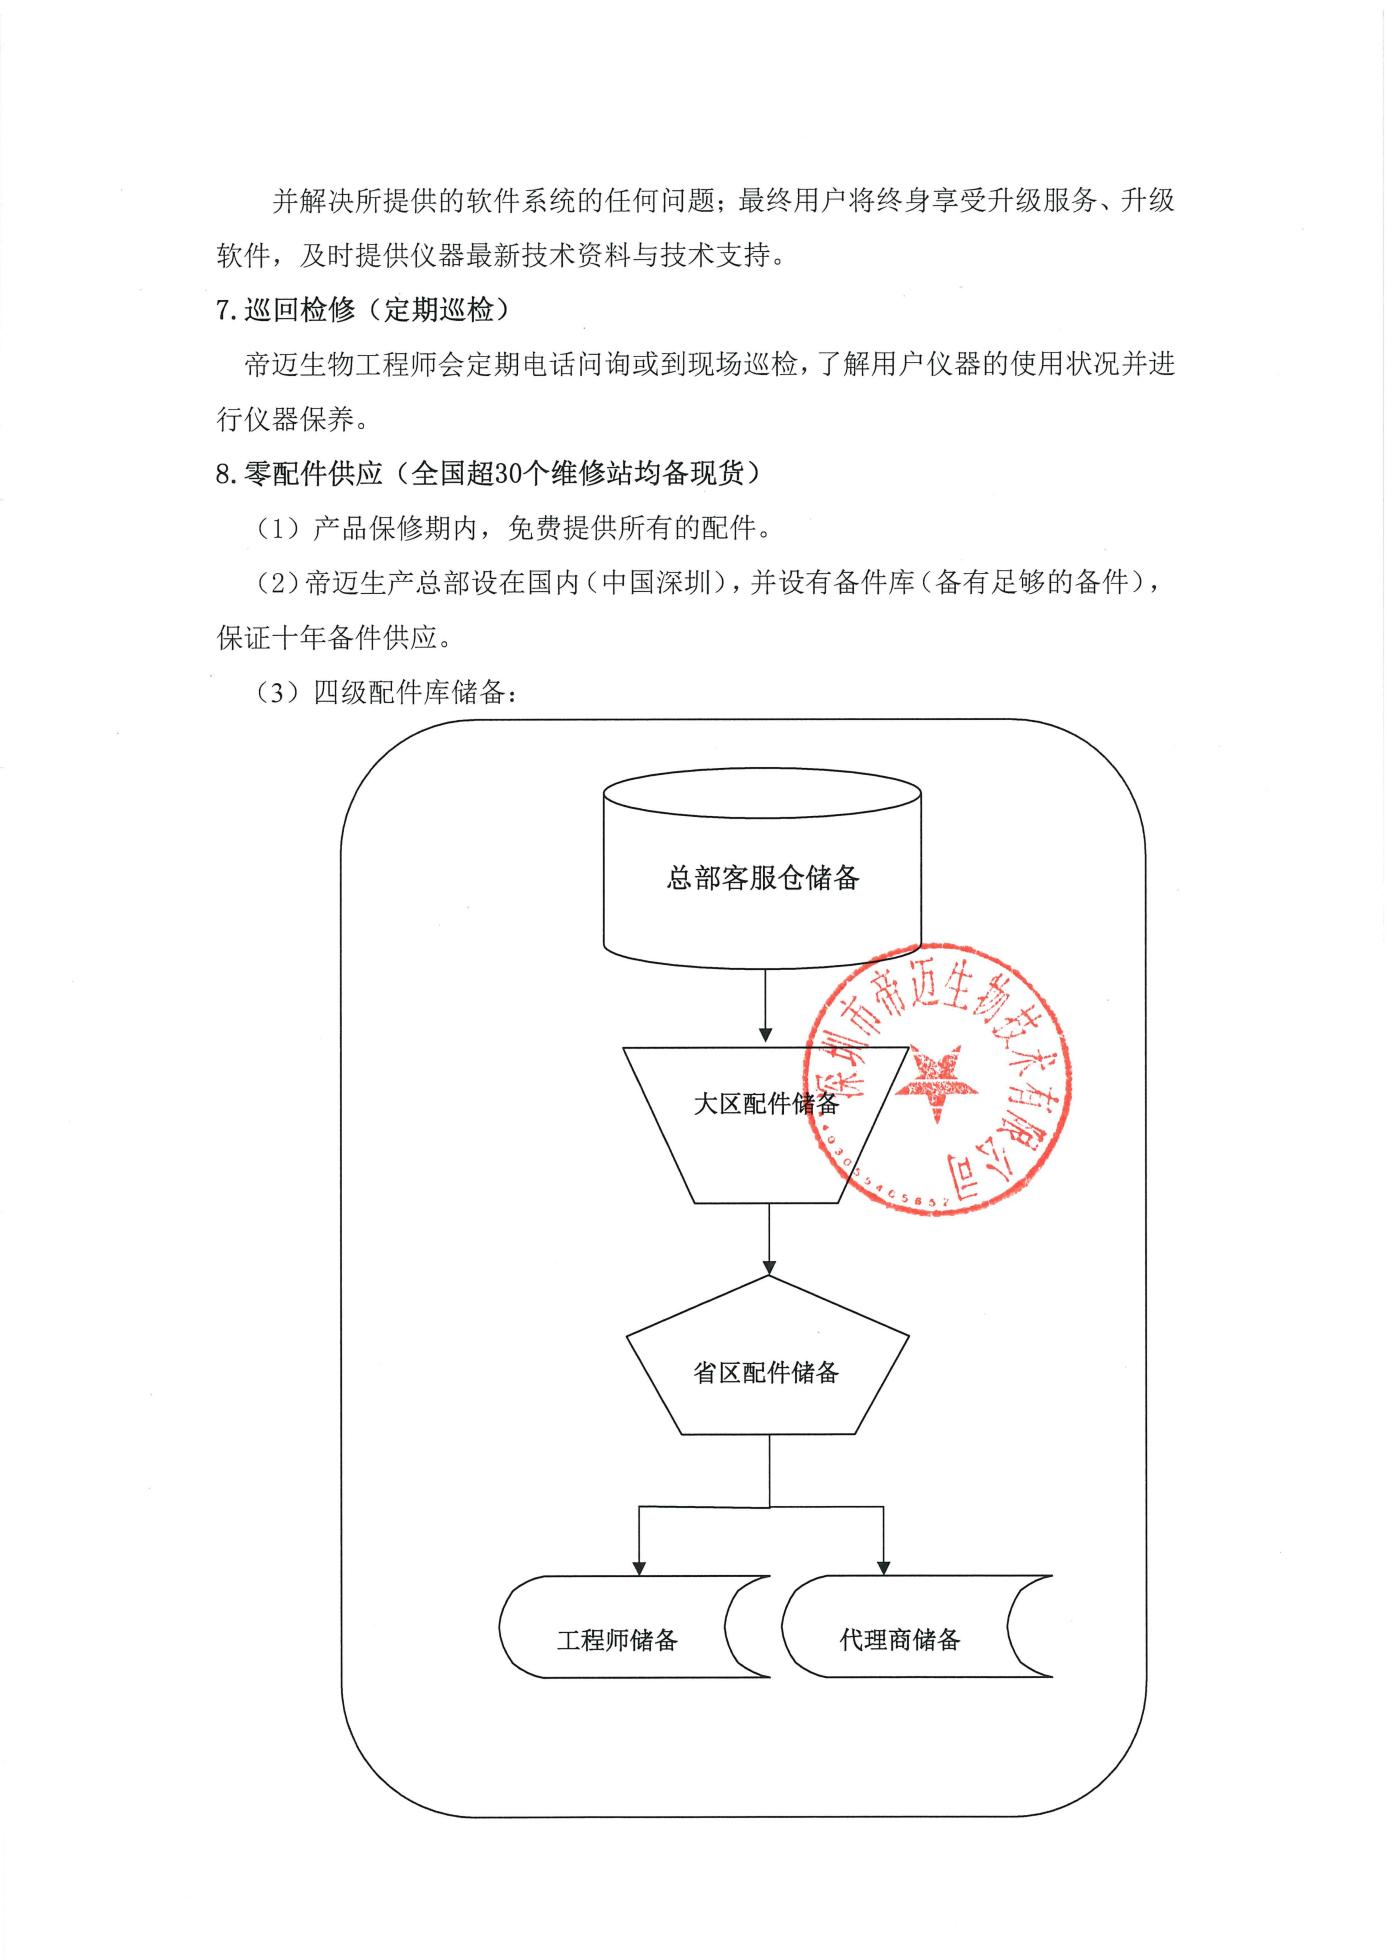 并解决所提供的软件系统的任何问题；最终用户将终身享受升级服务、升级
软件，及时提供仪器最新技术资料与技术支持。
7.巡回检修（定期巡检）
帝迈生物工程师会定期电话问询或到现场巡检，了解用户仪器的使用状况并进
行仪器保养。
8.零配件供应（全国超30个维修站均备现货）
（1）产品保修期内，免费提供所有的配件。
（2）帝迈生产总部设在国内（中国深圳），并设有备件库（备有足够的备件），
保证十年备件供应。
（3）四级配件库储备：
总部客服仓储备
深圳市帝迈生物技术有限公司
大区配件储备
省区配件储备
工程师储备
代理商储备